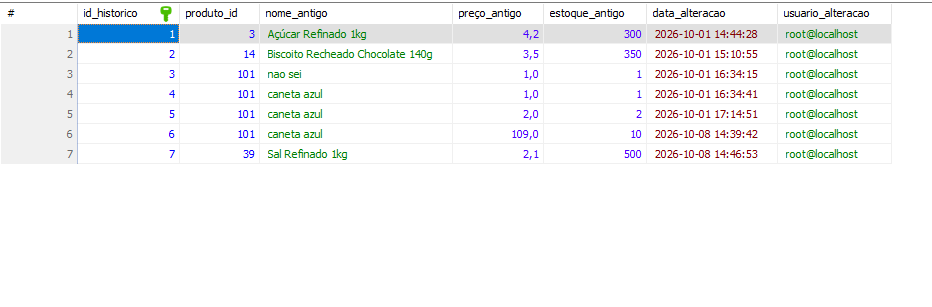 # id_historico produto_id nome_antigo preço_antigo estoque_antigo data_alteracao usuario_alteracao
1 1 3 Açúcar Refinado 1kg 4,2 300 2026-10-01 14:44:28 root@localhost
2 2 14 Biscoito Recheado Chocolate 140g 3,5 350 2026-10-01 15:10:55 root@localhost
3 3 101 nao sei 1,0 1 2026-10-01 16:34:15 root@localhost
4 4 101 caneta azul 1,0 1 2026-10-01 16:34:41 root@localhost
5 5 101 caneta azul 2,0 2 2026-10-01 17:14:51 root@localhost
6 6 101 caneta azul 109,0 10 2026-10-08 14:39:42 root@localhost
7 7 39 Sal Refinado 1kg 2,1 500 2026-10-08 14:46:53 root@localhost